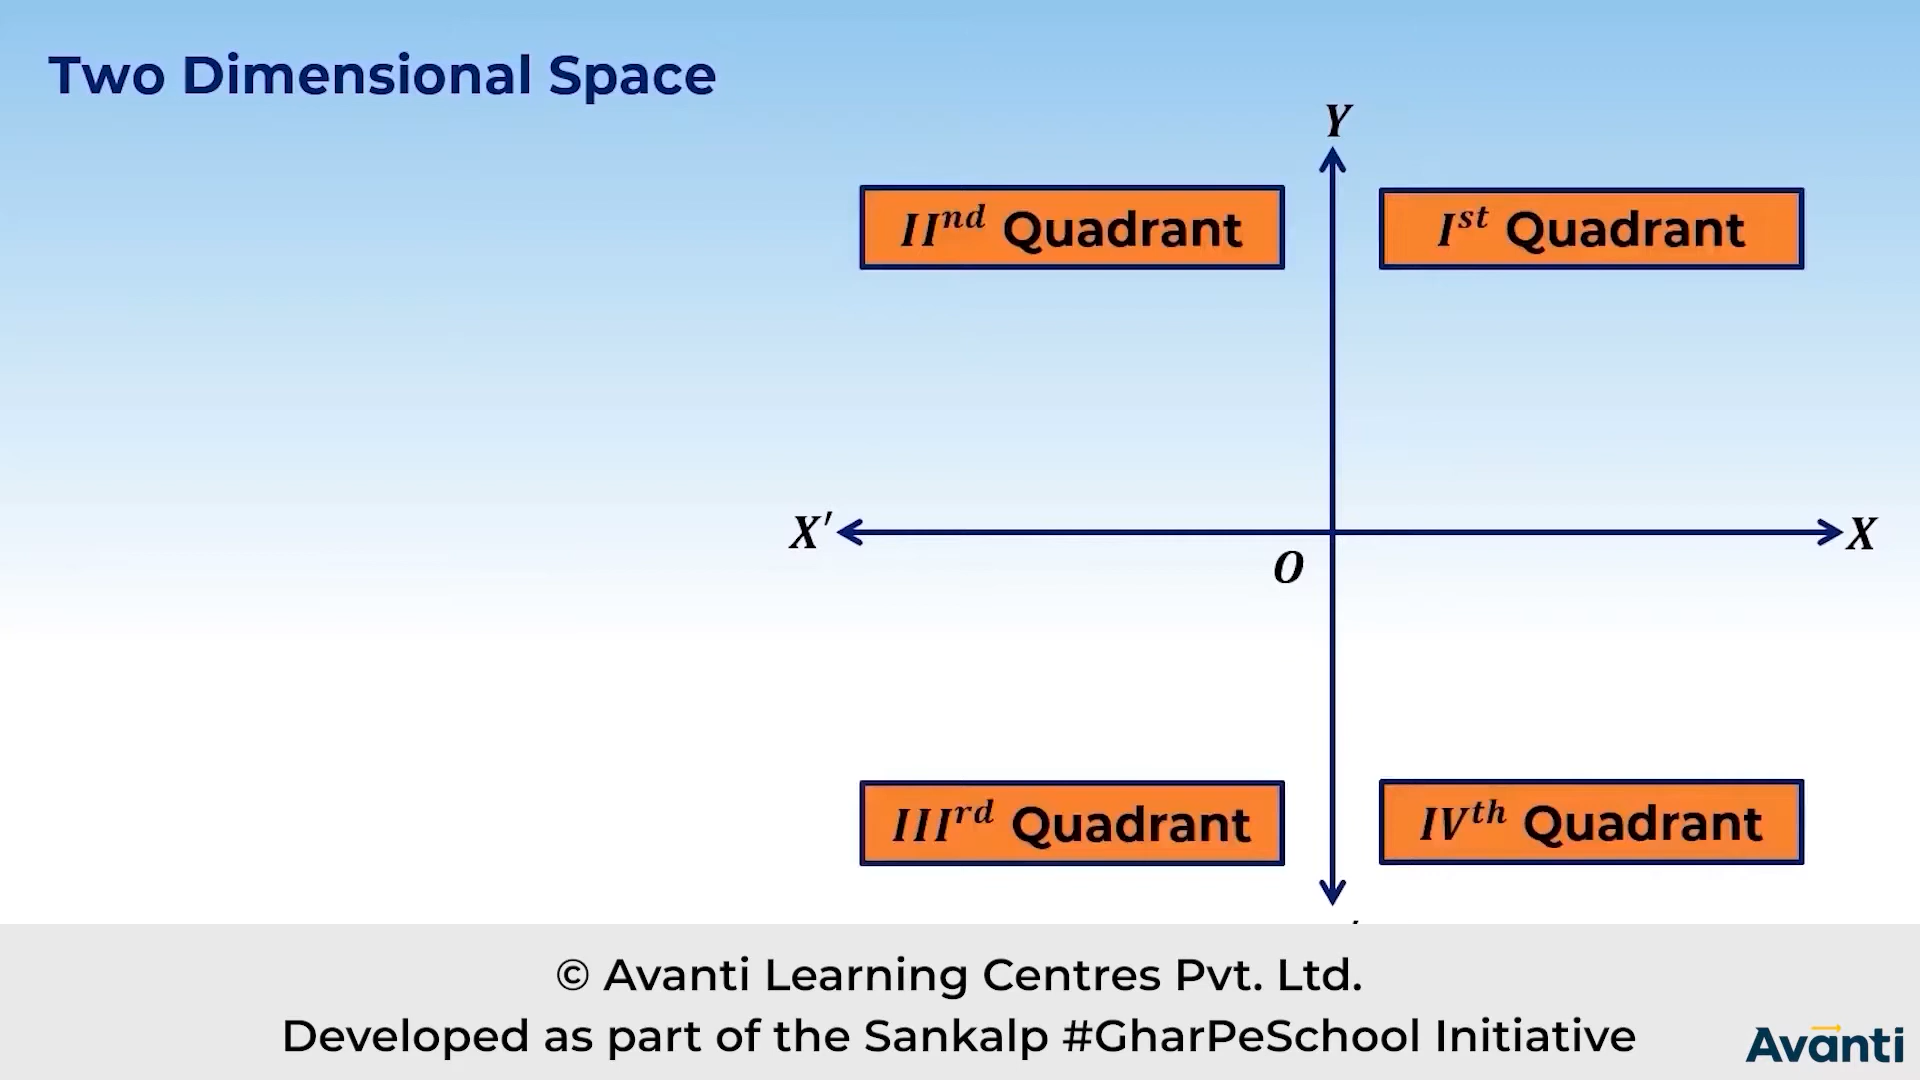 Two Dimensional Space
Y
IIⁿᵈ Quadrant
Iˢᵗ Quadrant
X′
X
O
IIIʳᵈ Quadrant
IVᵗʰ Quadrant
© Avanti Learning Centres Pvt. Ltd.
Developed as part of the Sankalp #GharPeSchool Initiative
Avanti